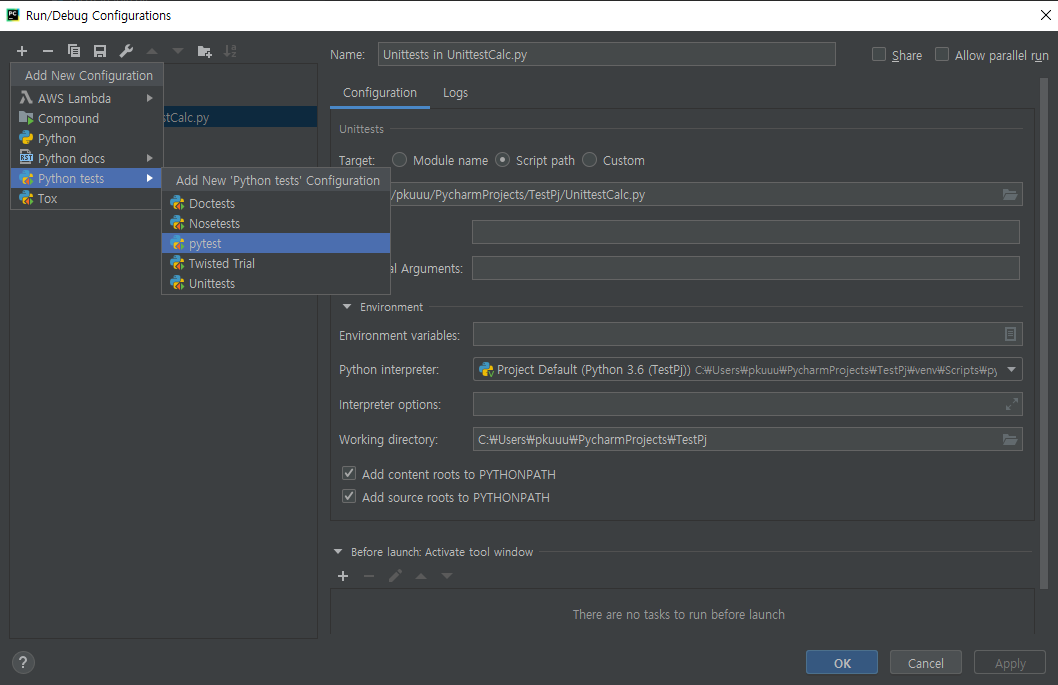 Run/Debug Configurations
Name: Unittests in UnittestCalc.py
Share
Allow parallel run
Add New Configuration
AWS Lambda
Compound
Python
Python docs
Python tests
Tox
stCalc.py
Add New 'Python tests' Configuration
Doctests
Nosetests
pytest
Twisted Trial
Unittests
Configuration Logs
Unittests
Target: Module name Script path Custom
/pkuuu/PycharmProjects/TestPj/UnittestCalc.py
al Arguments:
Environment
Environment variables:
Python interpreter: Project Default (Python 3.6 (TestPj)) C:₩Users₩pkuuu₩PycharmProjects₩TestPj₩venv₩Scripts₩py
Interpreter options:
Working directory: C:₩Users₩pkuuu₩PycharmProjects₩TestPj
Add content roots to PYTHONPATH
Add source roots to PYTHONPATH
Before launch: Activate tool window
There are no tasks to run before launch
? OK Cancel Apply